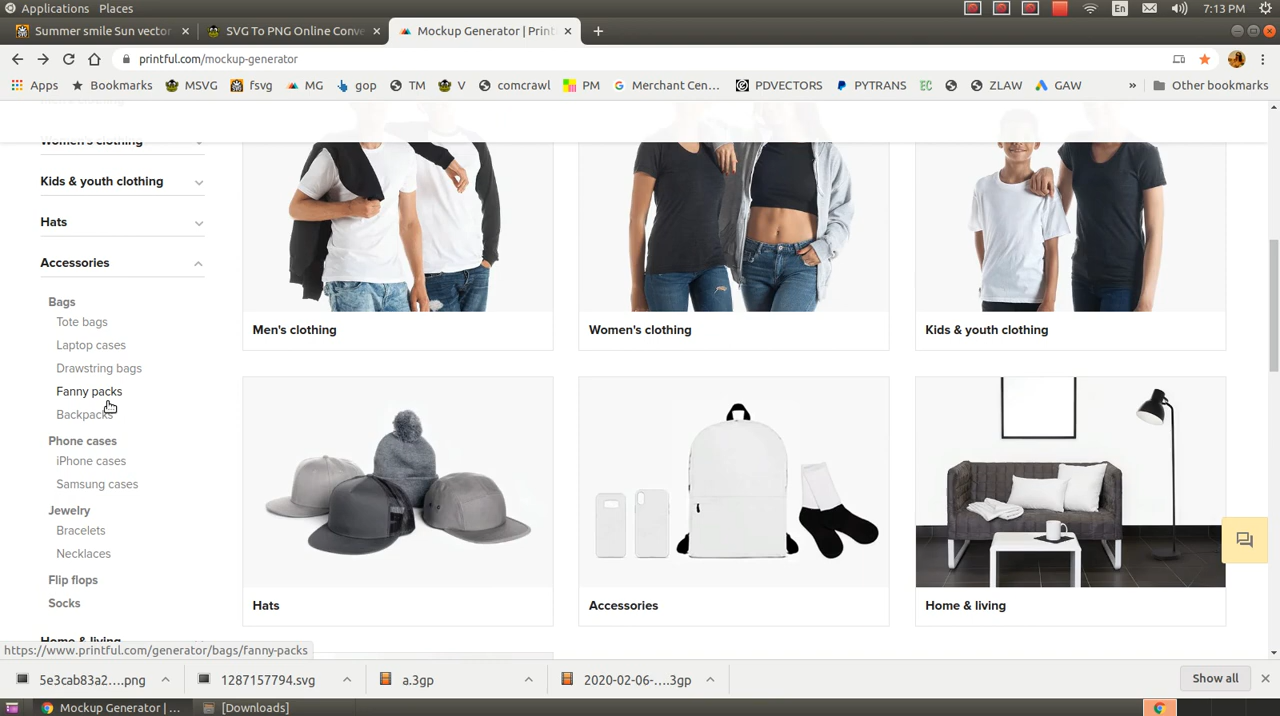 Applications Places En 7:13 PM
Summer smile Sun vector × SVG To PNG Online Conve × Mockup Generator | Print × +
printful.com/mockup-generator
Apps Bookmarks MSVG fsvg MG gop TM V comcrawl PM Merchant Cen... PDVECTORS PYTRANS EC ZLAW GAW » Other bookmarks
Women's clothing
Kids & youth clothing
Hats
Accessories
Bags
Tote bags
Laptop cases
Drawstring bags
Fanny packs
Backpacks
Phone cases
iPhone cases
Samsung cases
Jewelry
Bracelets
Necklaces
Flip flops
Socks
Home & living
Men's clothing
Women's clothing
Kids & youth clothing
Hats
Accessories
Home & living
https://www.printful.com/generator/bags/fanny-packs
5e3cab83a2....png 1287157794.svg a.3gp 2020-02-06-....3gp Show all ×
Mockup Generator | ... [Downloads]